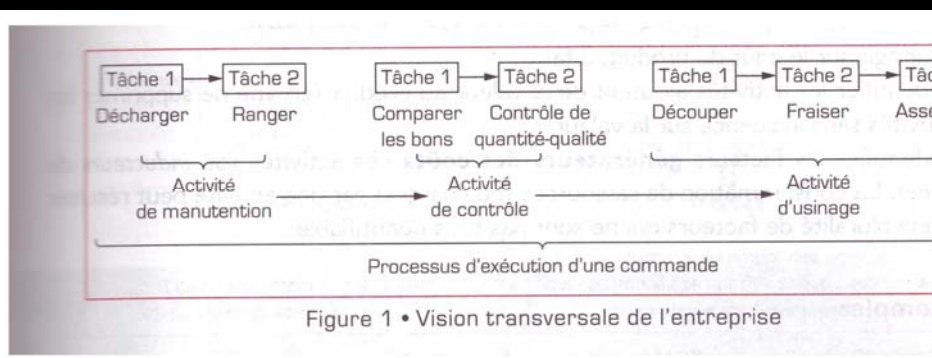 Tâche 1 Tâche 2 Tâche 1 Tâche 2 Tâche 1 Tâche 2
Décharger Ranger Comparer les bons Contrôle de quantité-qualité Découper Fraiser
Activité de manutention Activité de contrôle Activité d'usinage
Processus d'exécution d'une commande
Figure 1 • Vision transversale de l'entreprise